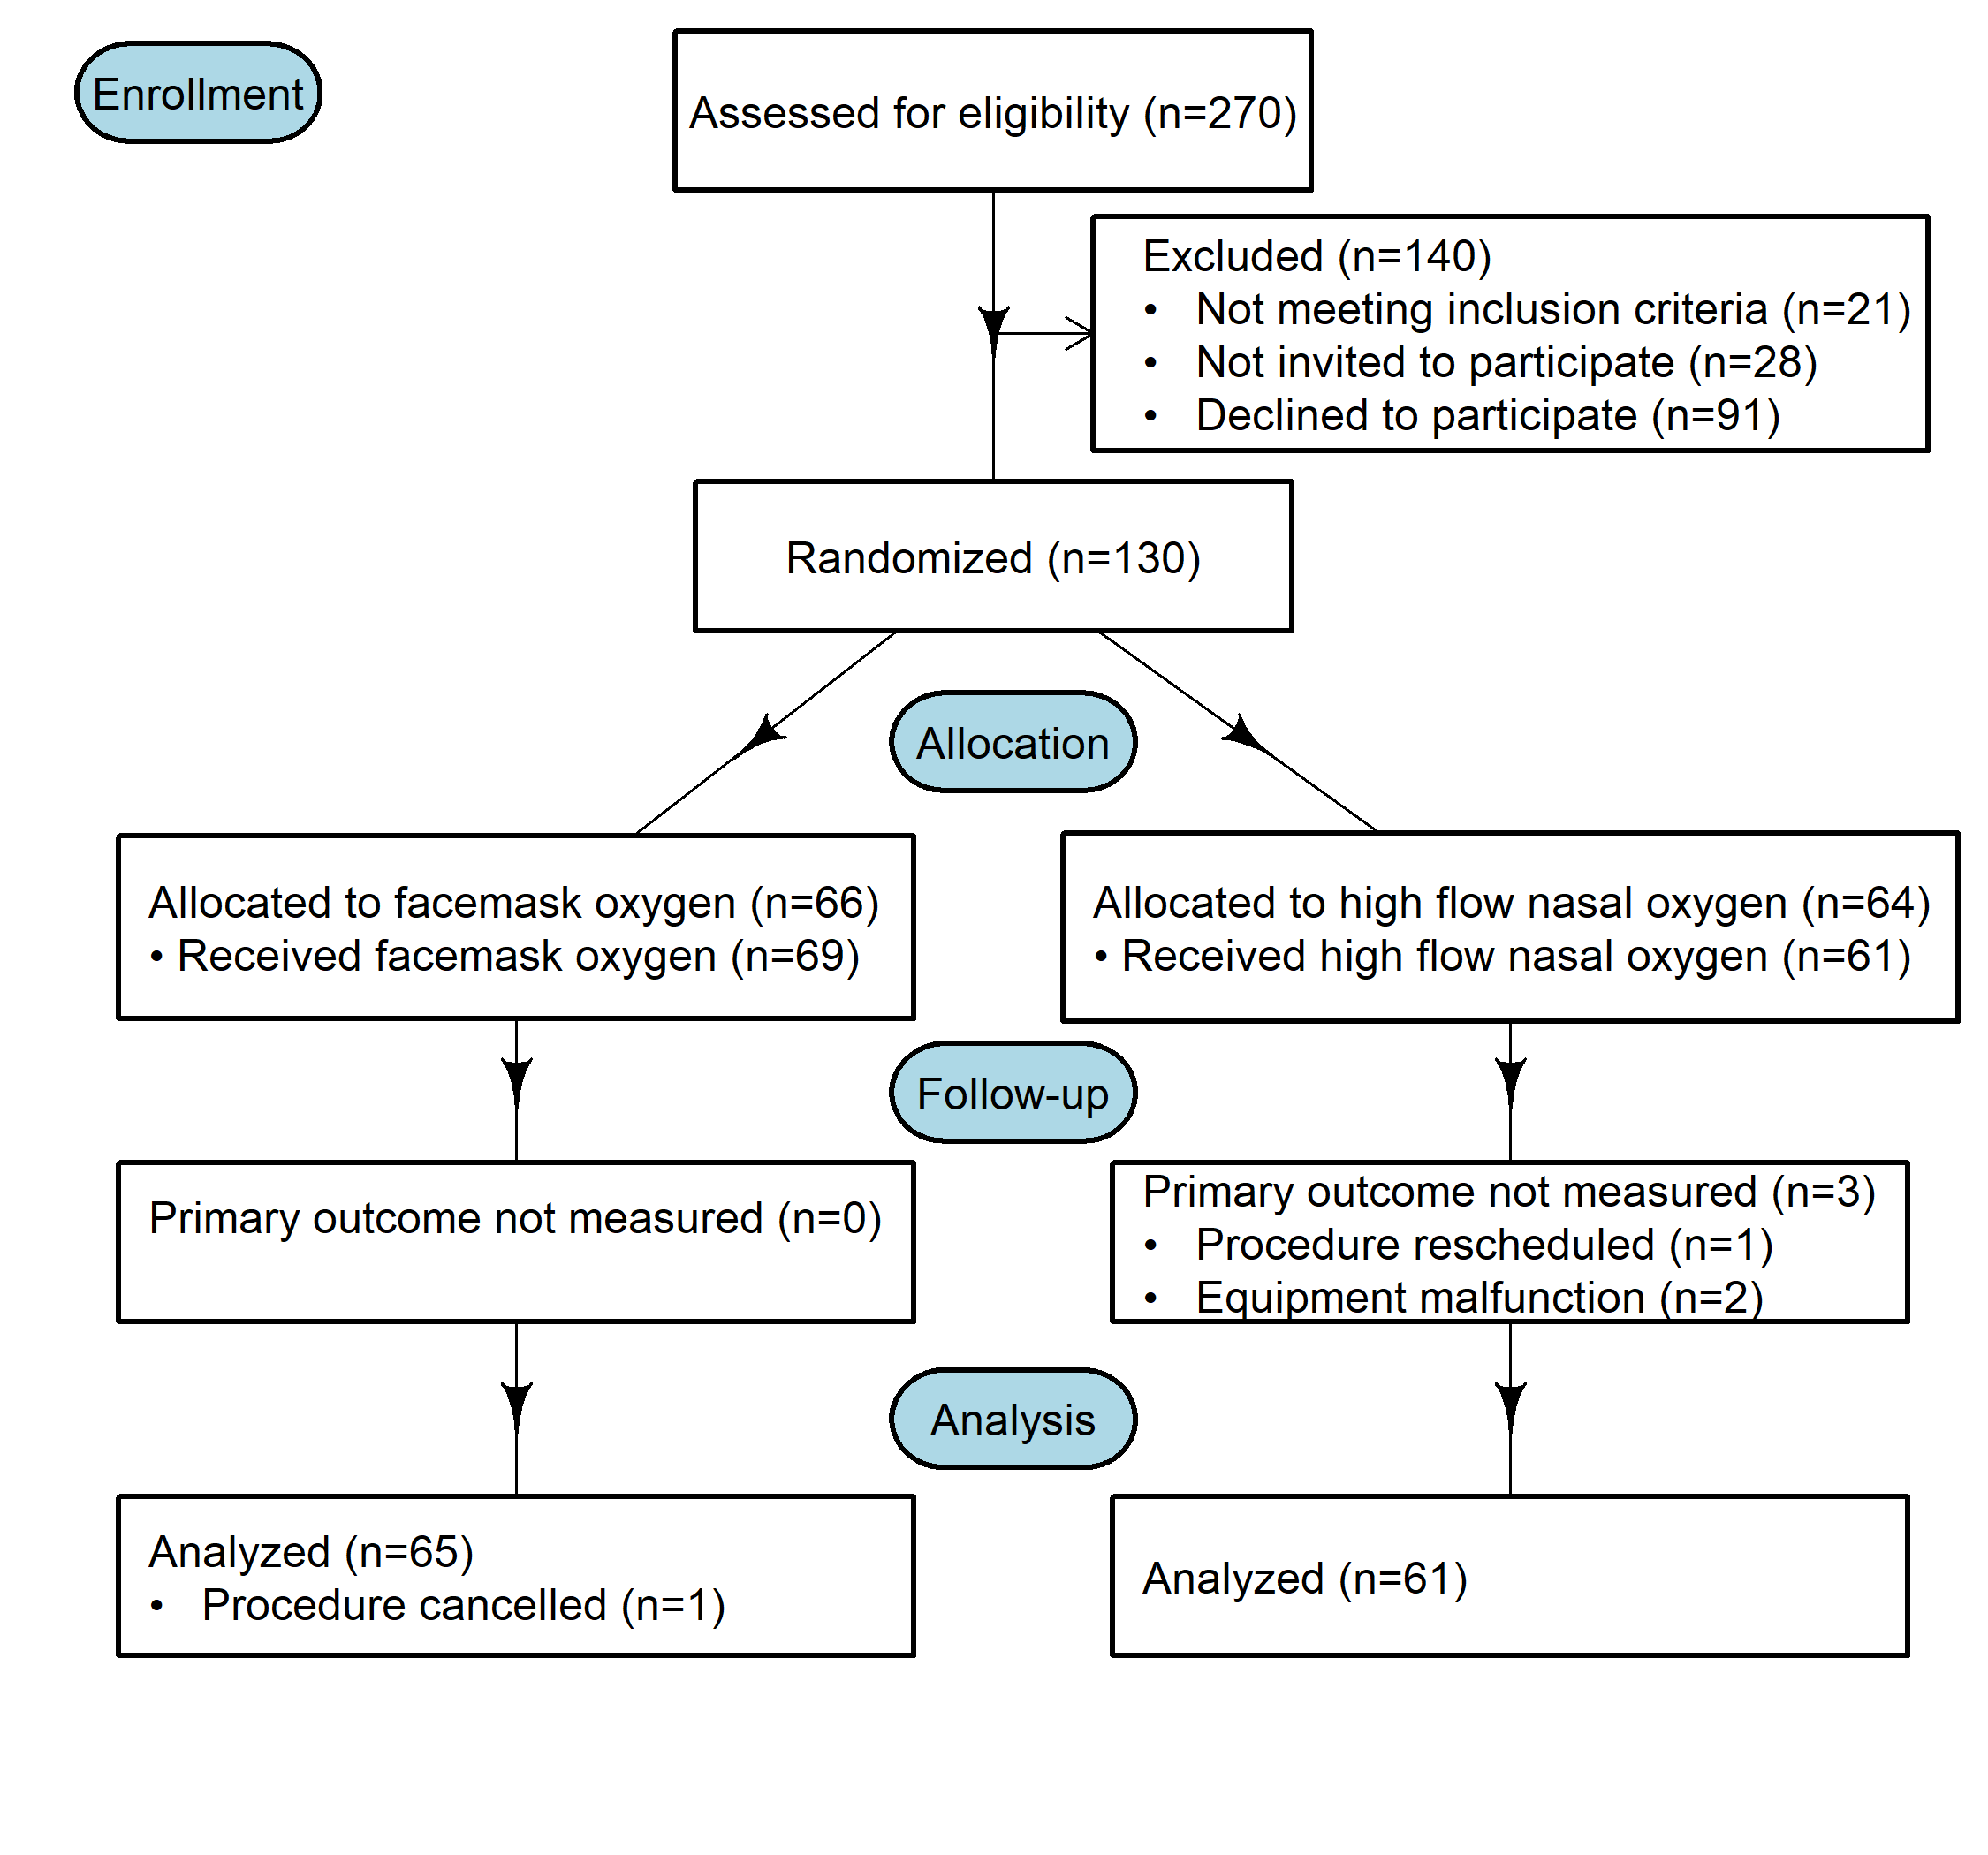 Enrollment
Assessed for eligibility (n=270)
Excluded (n=140)
• Not meeting inclusion criteria (n=21)
• Not invited to participate (n=28)
• Declined to participate (n=91)
Randomized (n=130)
Allocation
Allocated to facemask oxygen (n=66)
• Received facemask oxygen (n=69)
Allocated to high flow nasal oxygen (n=64)
• Received high flow nasal oxygen (n=61)
Follow-up
Primary outcome not measured (n=0)
Primary outcome not measured (n=3)
• Procedure rescheduled (n=1)
• Equipment malfunction (n=2)
Analysis
Analyzed (n=65)
• Procedure cancelled (n=1)
Analyzed (n=61)